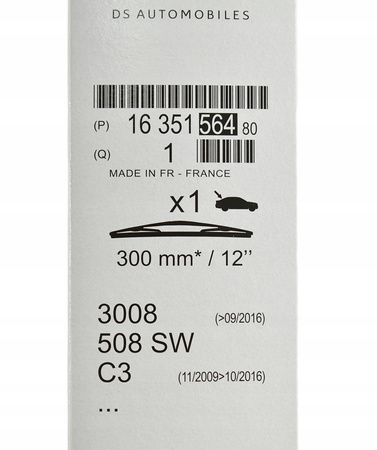 DS AUTOMOBILES
(P) 16 351 564 80
(Q) 1
MADE IN FR - FRANCE
x1
300 mm* / 12’’
3008 (>09/2016)
508 SW
C3 (11/2009>10/2016)
...